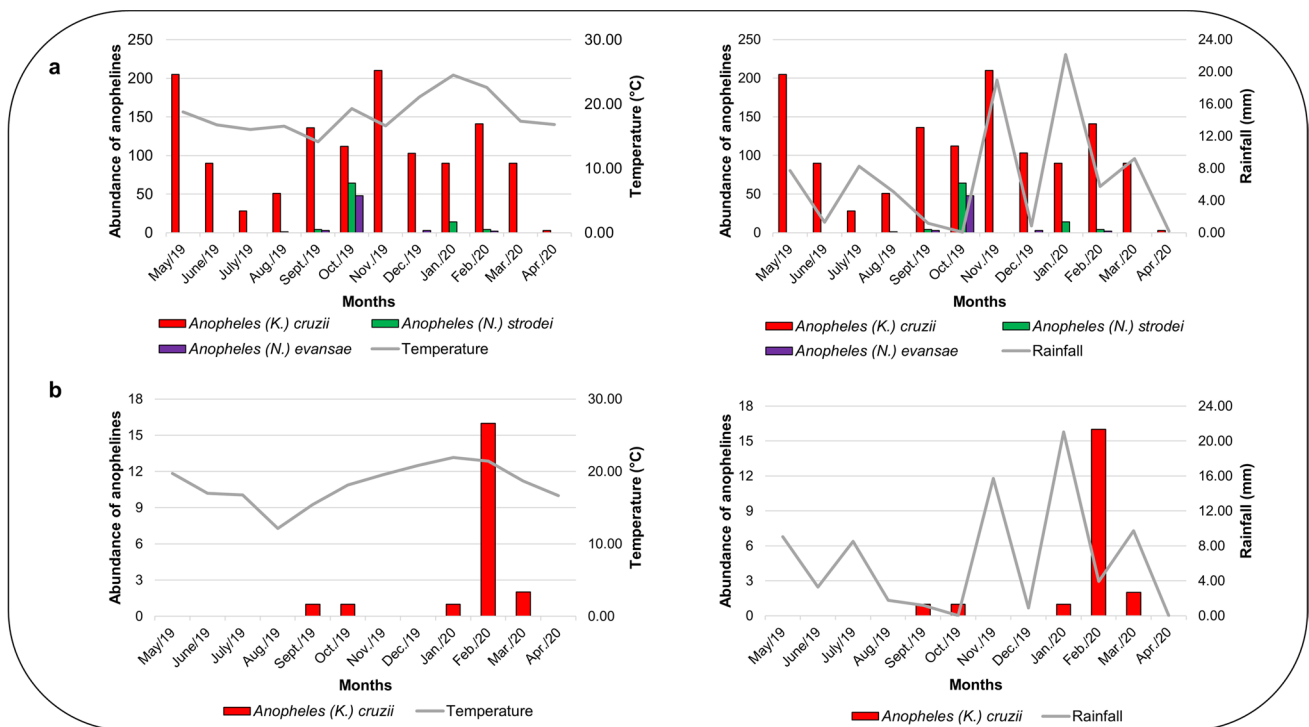 a
Abundance of anophelines
250
200
150
100
50
0
30.00
20.00
10.00
0.00
Temperature (°C)
May/19
June/19
July/19
Aug./19
Sept./19
Oct./19
Nov./19
Dec./19
Jan./20
Feb./20
Mar./20
Apr./20
Months
Anopheles (K.) cruzii
Anopheles (N.) strodei
Anopheles (N.) evansae
Temperature
Abundance of anophelines
250
200
150
100
50
0
24.00
20.00
16.00
12.00
8.00
4.00
0.00
Rainfall (mm)
May/19
June/19
July/19
Aug./19
Sept./19
Oct./19
Nov./19
Dec./19
Jan./20
Feb./20
Mar./20
Apr./20
Months
Anopheles (K.) cruzii
Anopheles (N.) strodei
Anopheles (N.) evansae
Rainfall
b
Abundance of anophelines
18
15
12
9
6
3
0
30.00
20.00
10.00
0.00
Temperature (°C)
May/19
June/19
July/19
Aug./19
Sept./19
Oct./19
Nov./19
Dec./19
Jan./20
Feb./20
Mar./20
Apr./20
Months
Anopheles (K.) cruzii
Temperature
Abundance of anophelines
18
15
12
9
6
3
0
24.00
20.00
16.00
12.00
8.00
4.00
0.00
Rainfall (mm)
May/19
June/19
July/19
Aug./19
Sept./19
Oct./19
Nov./19
Dec./19
Jan./20
Feb./20
Mar./20
Apr./20
Months
Anopheles (K.) cruzii
Rainfall